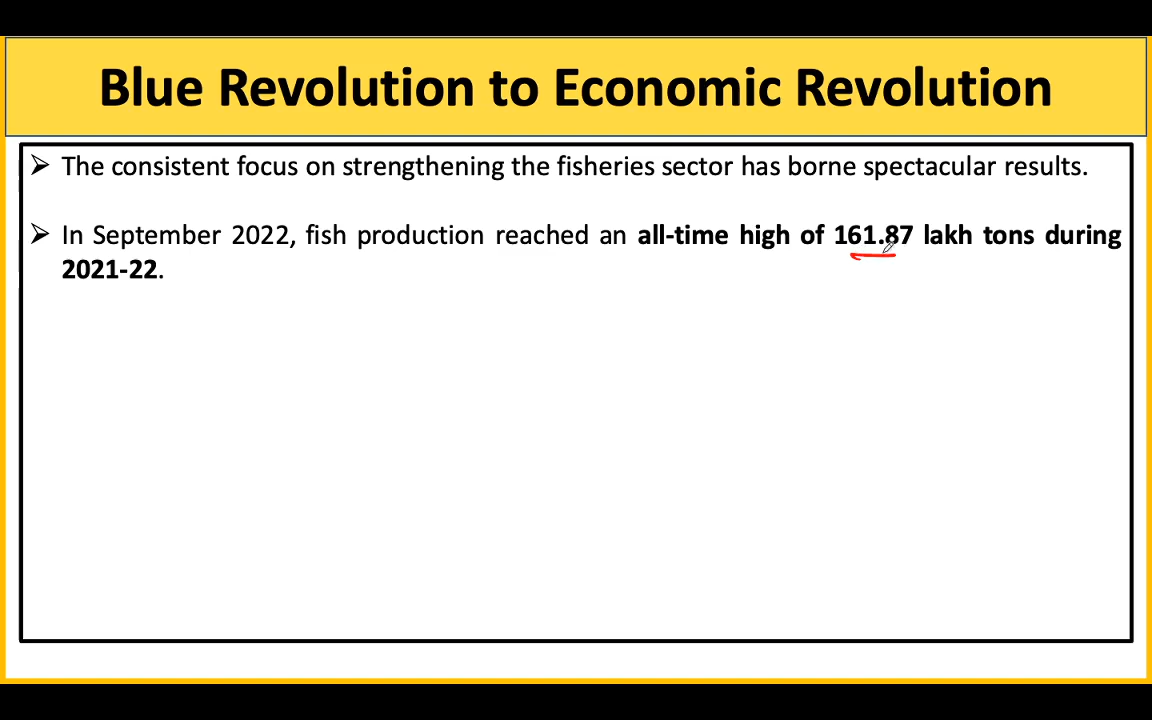 Blue Revolution to Economic Revolution
➢ The consistent focus on strengthening the fisheries sector has borne spectacular results.
➢ In September 2022, fish production reached an all-time high of 161.87 lakh tons during
2021-22.